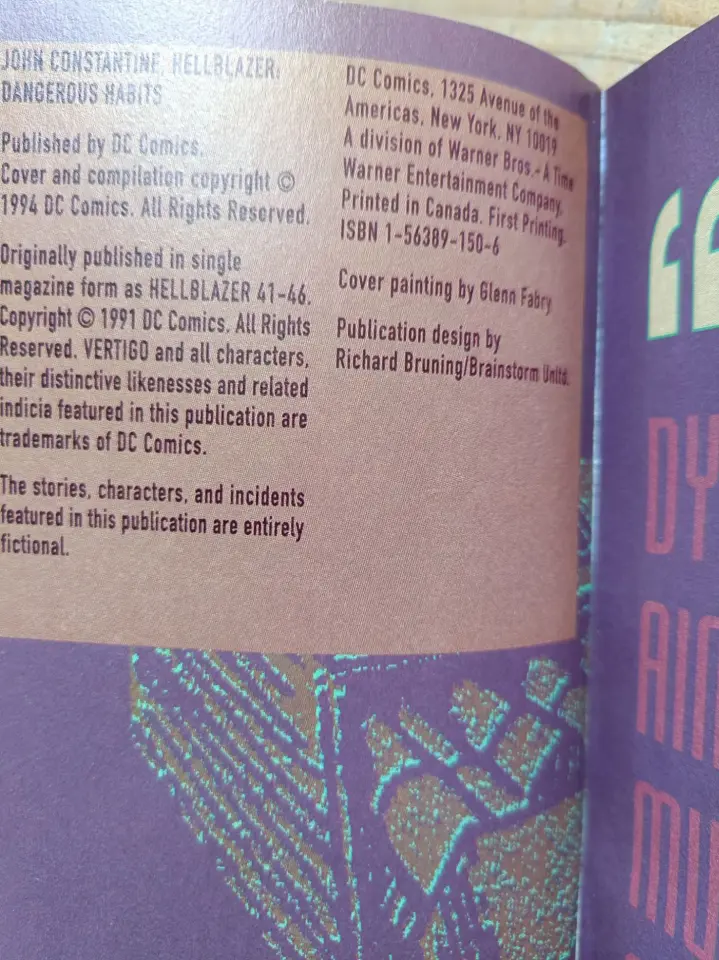 JOHN CONSTANTINE, HELLBLAZER:
DANGEROUS HABITS
Published by DC Comics.
Cover and compilation copyright ©
1994 DC Comics. All Rights Reserved.
Originally published in single
magazine form as HELLBLAZER 41-46.
Copyright © 1991 DC Comics. All Rights
Reserved. VERTIGO and all characters,
their distinctive likenesses and related
indicia featured in this publication are
trademarks of DC Comics.
The stories, characters, and incidents
featured in this publication are entirely
fictional.
DC Comics, 1325 Avenue of the
Americas, New York, NY 10019
A division of Warner Bros.- A Time
Warner Entertainment Company.
Printed in Canada. First Printing.
ISBN 1-56389-150-6
Cover painting by Glenn Fabry
Publication design by
Richard Bruning/Brainstorm Unltd.
“
DY
AIN
MU